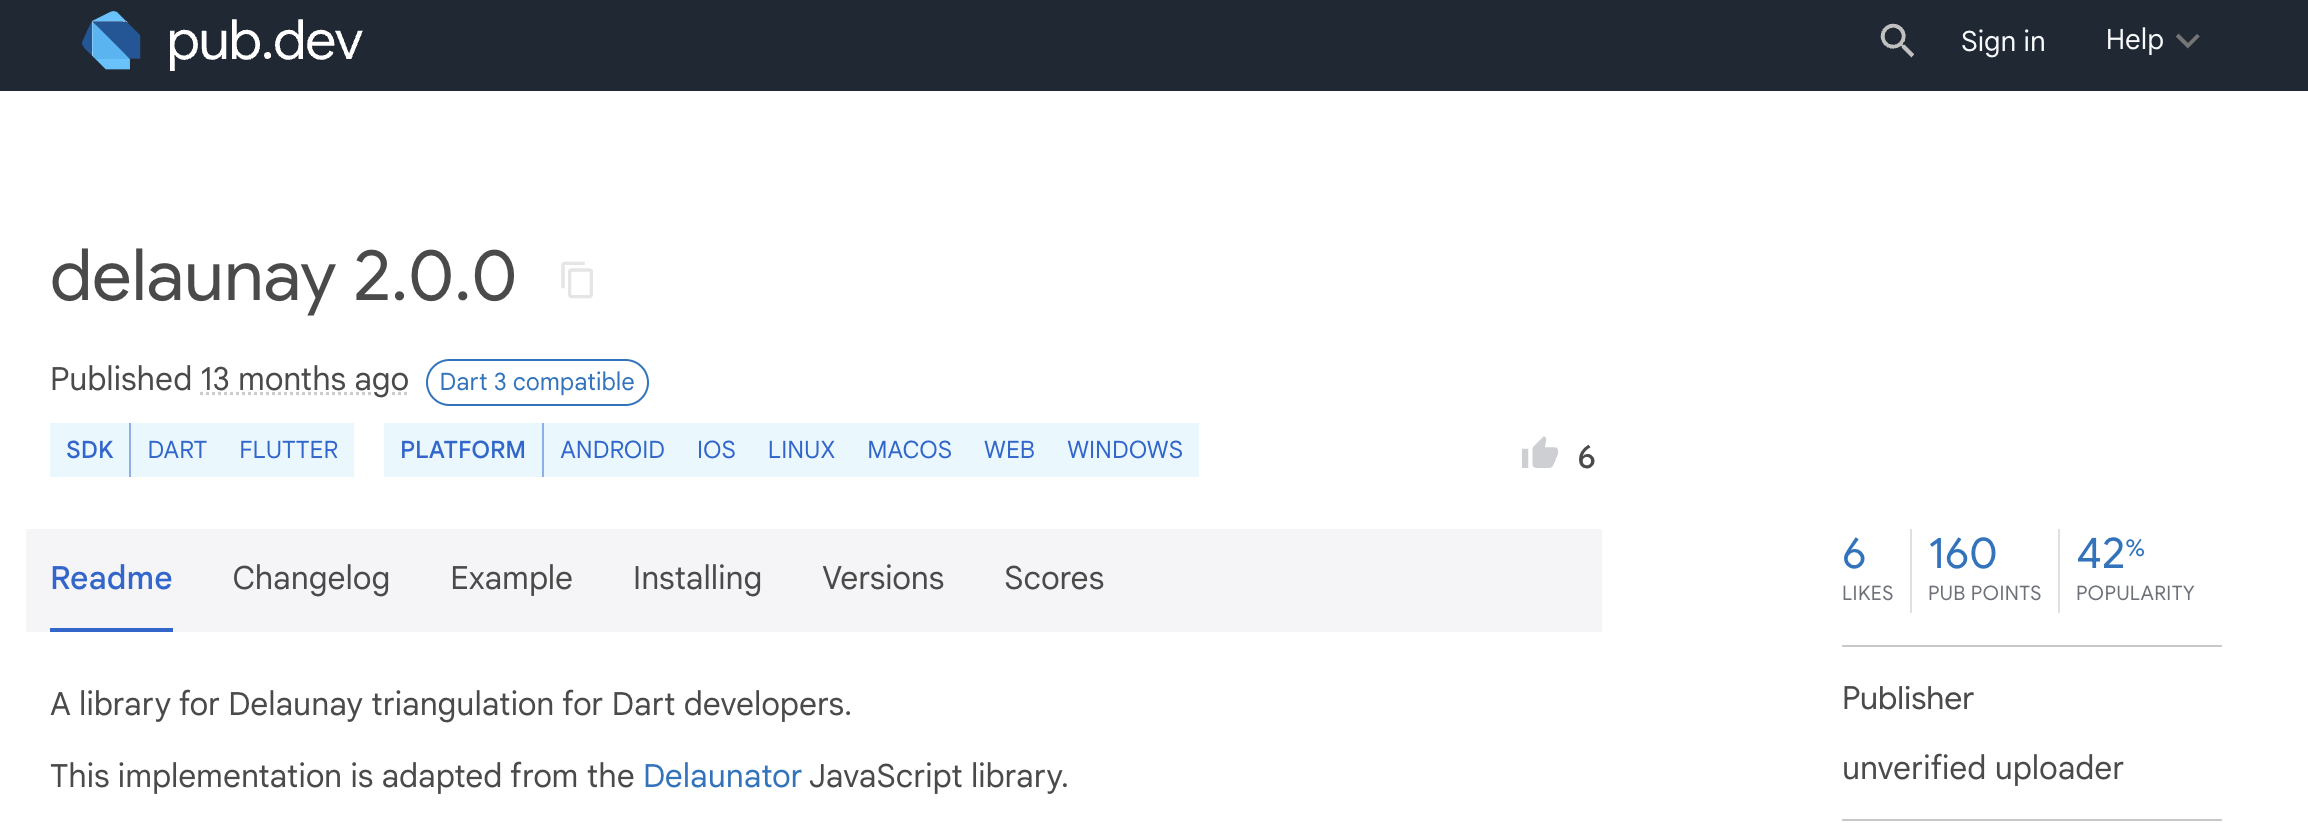 pub.dev
Sign in
Help
delaunay 2.0.0
Published 13 months ago Dart 3 compatible
SDK DART FLUTTER PLATFORM ANDROID IOS LINUX MACOS WEB WINDOWS
6
Readme Changelog Example Installing Versions Scores
A library for Delaunay triangulation for Dart developers.
This implementation is adapted from the Delaunator JavaScript library.
6 160 42%
LIKES PUB POINTS POPULARITY
Publisher
unverified uploader